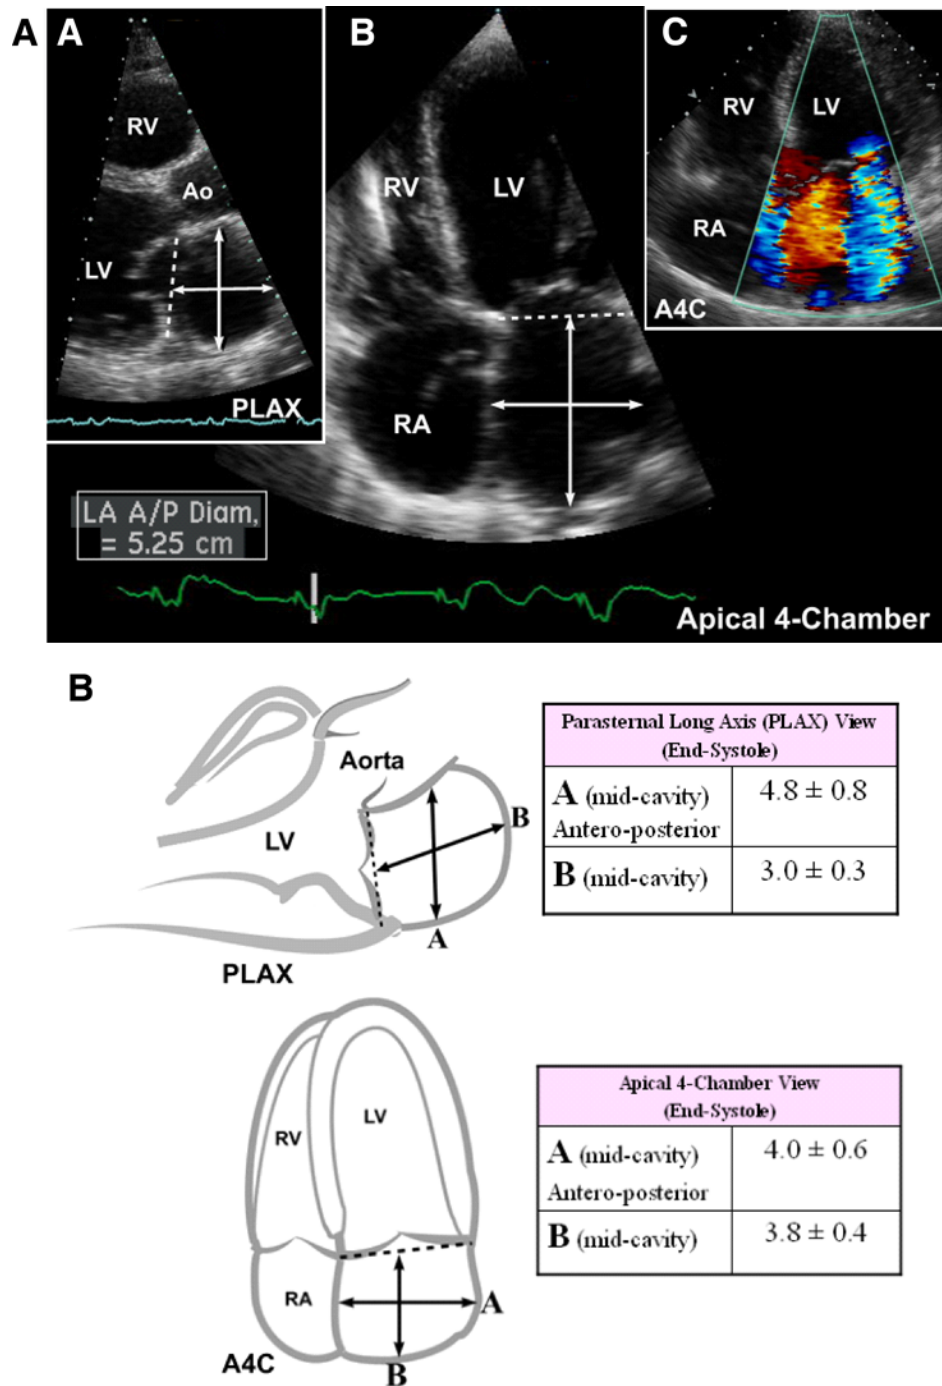 A
A
B
C
RV
Ao
LV
PLAX
RV
LV
RA
RV
LV
RA
A4C
LA A/P Diam,
= 5.25 cm
Apical 4-Chamber
B
Aorta
LV
B
A
PLAX
Parasternal Long Axis (PLAX) View
(End-Systole)
A (mid-cavity)
Antero-posterior
4.8 ± 0.8
B (mid-cavity)
3.0 ± 0.3
RV
LV
RA
A
B
A4C
Apical 4-Chamber View
(End-Systole)
A (mid-cavity)
Antero-posterior
4.0 ± 0.6
B (mid-cavity)
3.8 ± 0.4